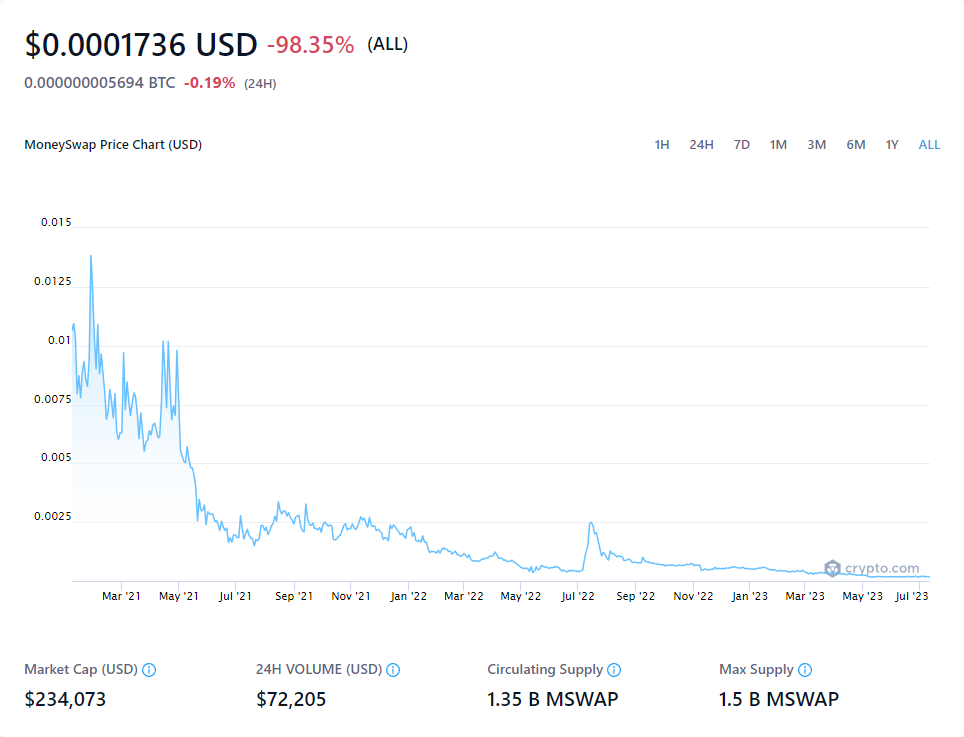 $0.0001736 USD -98.35% (ALL)
0.000000005694 BTC -0.19% (24H)
MoneySwap Price Chart (USD) 1H 24H 7D 1M 3M 6M 1Y ALL
0.015
0.0125
0.01
0.0075
0.005
0.0025
crypto.com
Mar '21 May '21 Jul '21 Sep '21 Nov '21 Jan '22 Mar '22 May '22 Jul '22 Sep '22 Nov '22 Jan '23 Mar '23 May '23 Jul '23
Market Cap (USD) 24H VOLUME (USD) Circulating Supply Max Supply
$234,073 $72,205 1.35 B MSWAP 1.5 B MSWAP